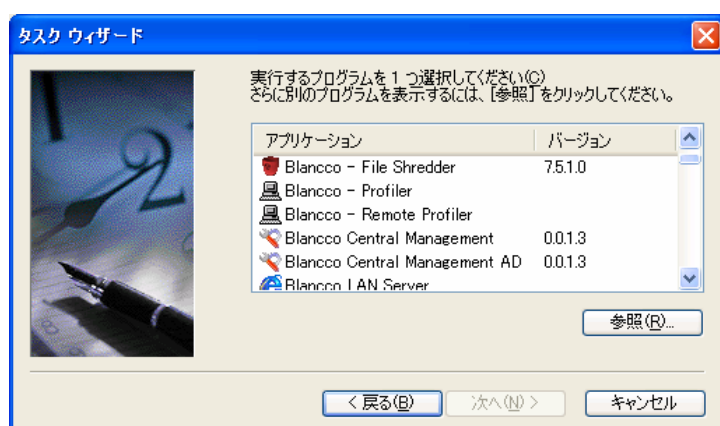 タスク ウィザード
実行するプログラムを 1 つ選択してください(C)
さらに別のプログラムを表示するには、[参照] をクリックしてください。
アプリケーション バージョン
Blancco - File Shredder 7.5.1.0
Blancco - Profiler
Blancco - Remote Profiler
Blancco Central Management 0.0.1.3
Blancco Central Management AD 0.0.1.3
Blancco LAN Server
参照(R)...
< 戻る(B) 次へ(N) > キャンセル